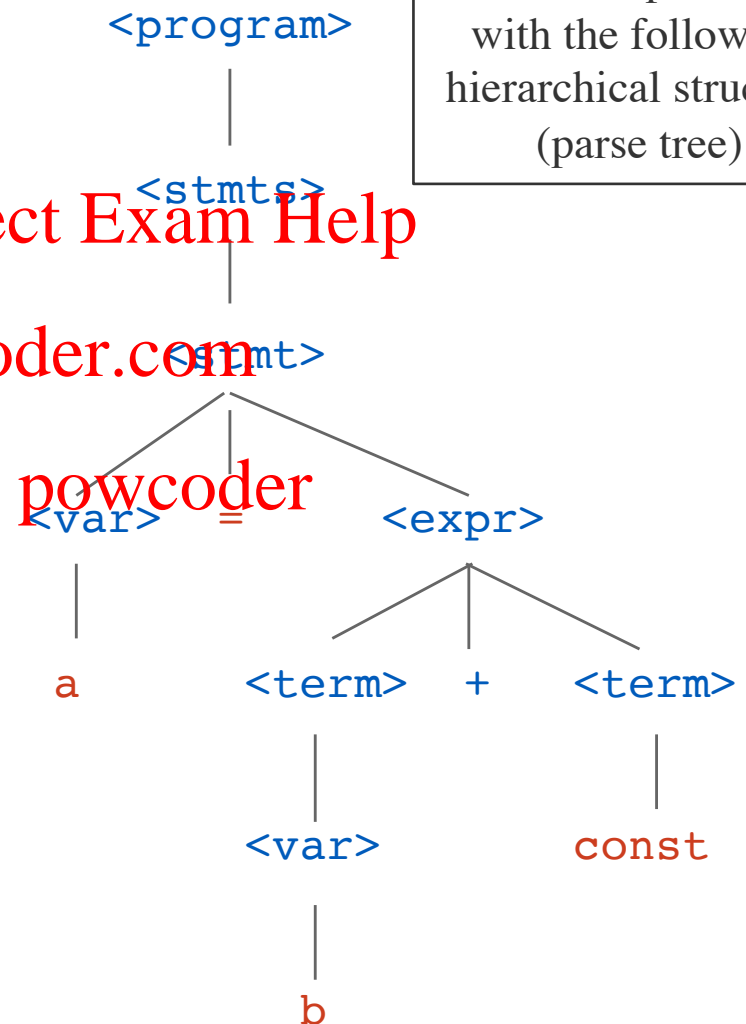 <program>
with the follow
hierarchical struc
(parse tree)
<stmts>
ect Exam Help
<stmt>
oder.com
powcoder
<var> = <expr>
a <term> + <term>
<var> const
b